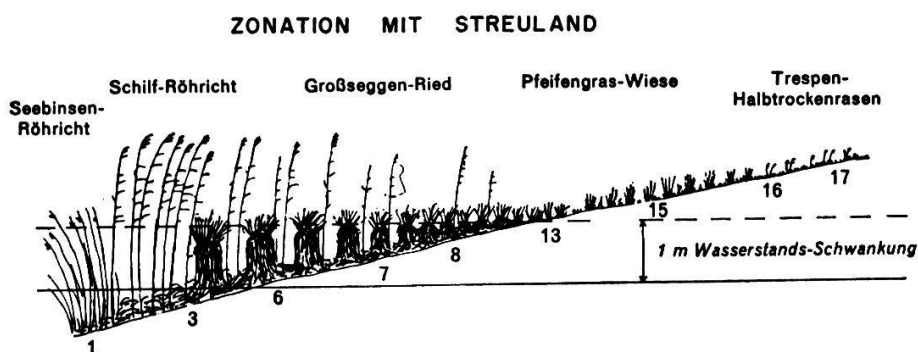 ZONATION MIT STREULAND
Seebinsen-
Röhricht
Schilf-Röhricht
Großseggen-Ried
Pfeifengras-Wiese
Trespen-
Halbtrockenrasen
1
3
6
7
8
13
15
16
17
1 m Wasserstands-Schwankung